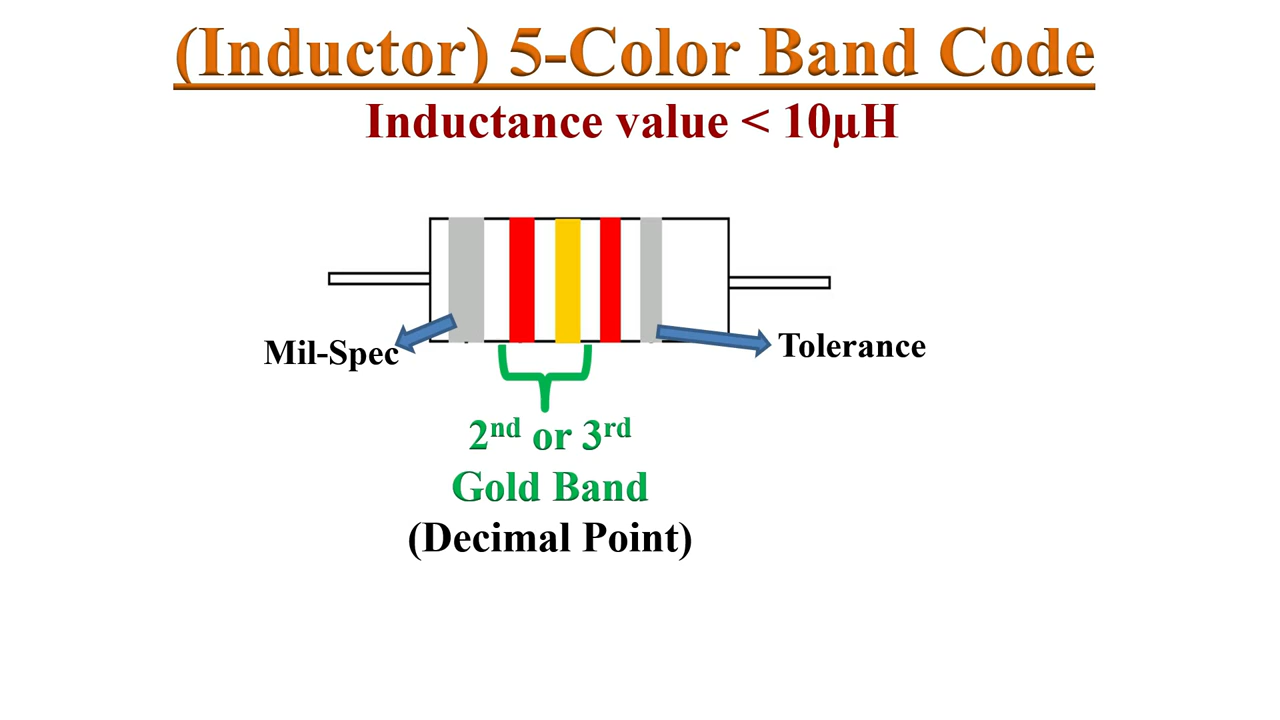 (Inductor) 5-Color Band Code
Inductance value < 10µH
Mil-Spec
Tolerance
2nd or 3rd
Gold Band
(Decimal Point)